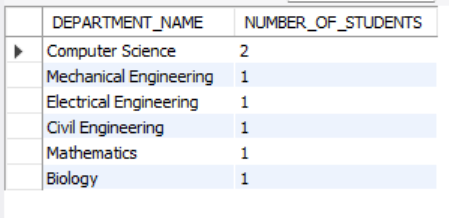 DEPARTMENT_NAME NUMBER_OF_STUDENTS
Computer Science 2
Mechanical Engineering 1
Electrical Engineering 1
Civil Engineering 1
Mathematics 1
Biology 1